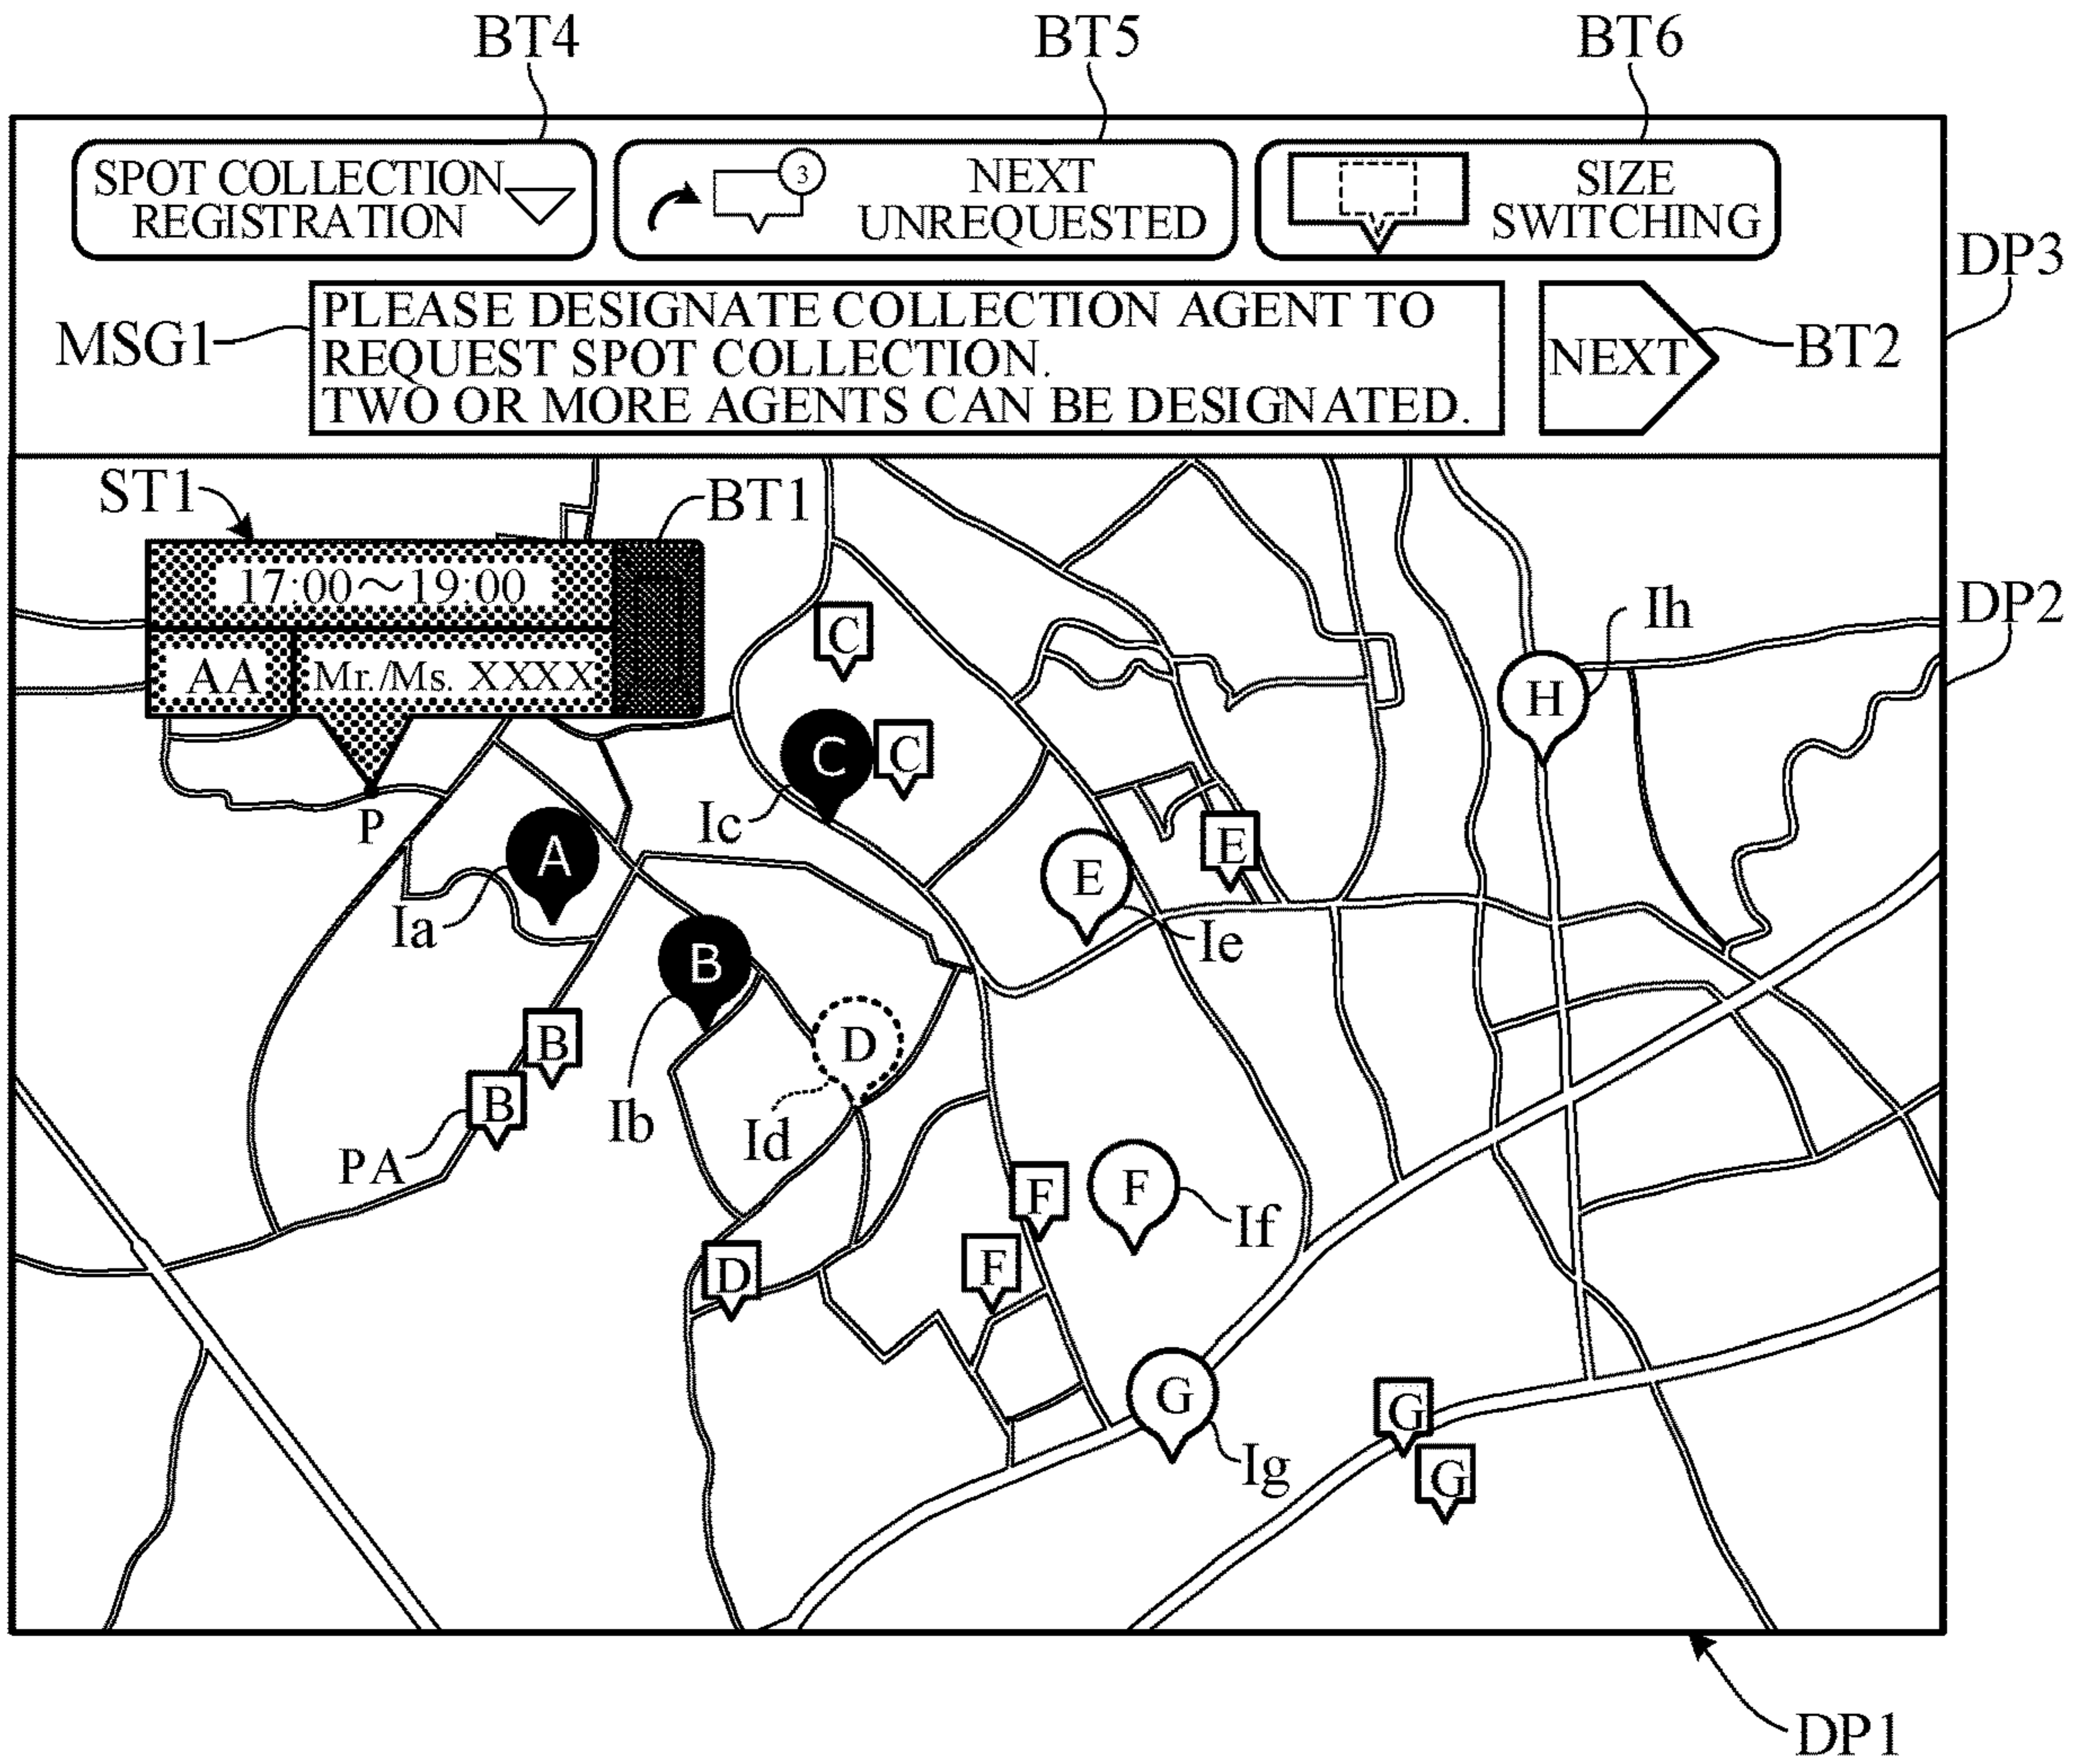 BT4
BT5
BT6
SPOT COLLECTION
REGISTRATION
3
NEXT
UNREQUESTED
SIZE
SWITCHING
DP3
MSG1
PLEASE DESIGNATE COLLECTION AGENT TO
REQUEST SPOT COLLECTION.
TWO OR MORE AGENTS CAN BE DESIGNATED.
NEXT
BT2
ST1
BT1
17:00～19:00
AA
Mr./Ms. XXXX
DP2
Ih
H
C
C
C
Ic
P
A
Ia
E
E
Ie
B
Ib
B
B
PA
D
Id
D
F
F
F
If
G
Ig
G
G
DP1